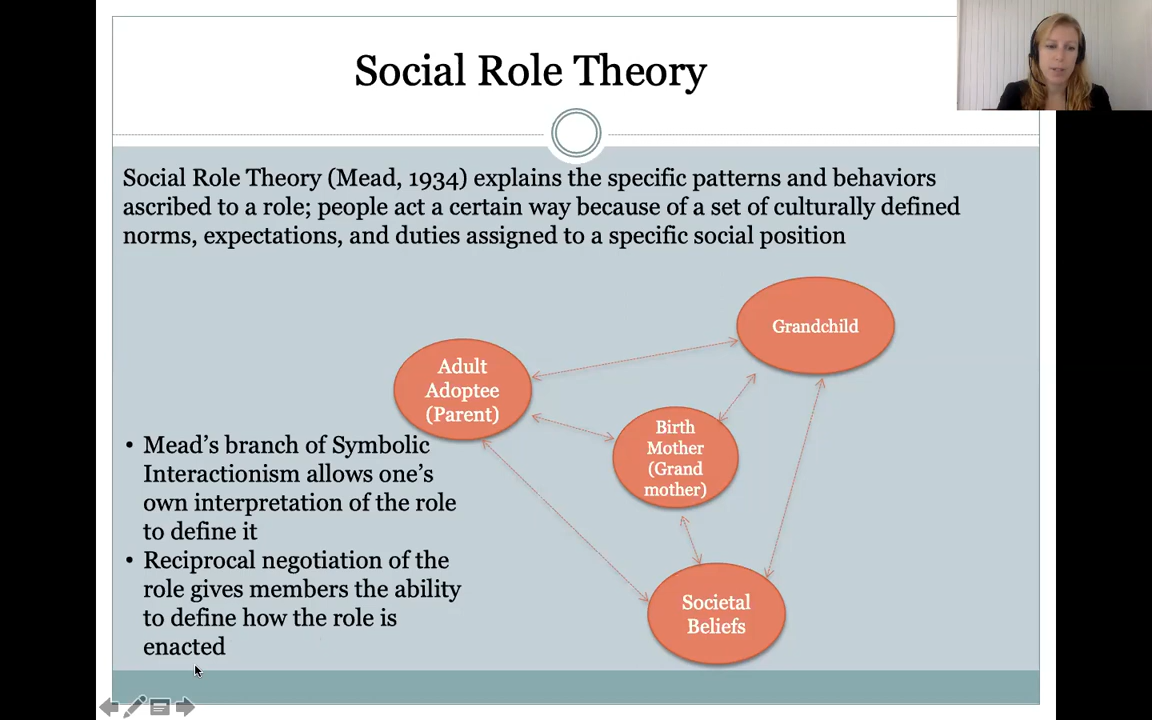 Social Role Theory
Social Role Theory (Mead, 1934) explains the specific patterns and behaviors
ascribed to a role; people act a certain way because of a set of culturally defined
norms, expectations, and duties assigned to a specific social position
Grandchild
Adult
Adoptee
(Parent)
Birth
Mother
(Grand
mother)
• Mead’s branch of Symbolic
Interactionism allows one’s
own interpretation of the role
to define it
• Reciprocal negotiation of the
role gives members the ability
to define how the role is
enacted
Societal
Beliefs